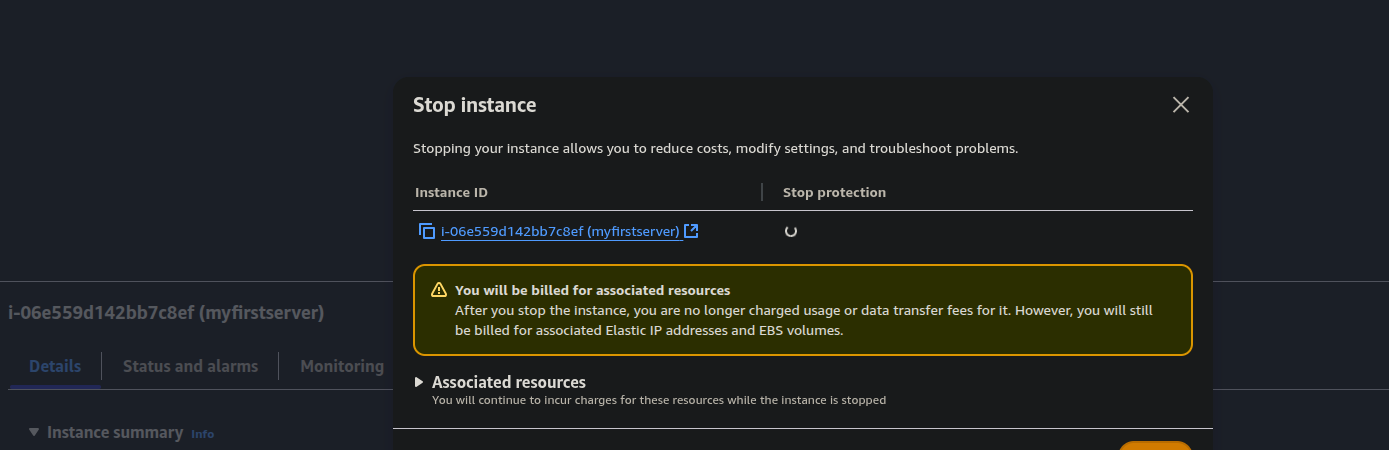 Stop instance
Stopping your instance allows you to reduce costs, modify settings, and troubleshoot problems.
Instance ID
Stop protection
i-06e559d142bb7c8ef (myfirstserver)
You will be billed for associated resources
After you stop the instance, you are no longer charged usage or data transfer fees for it. However, you will still
be billed for associated Elastic IP addresses and EBS volumes.
Associated resources
You will continue to incur charges for these resources while the instance is stopped
i-06e559d142bb7c8ef (myfirstserver)
Details
Status and alarms
Monitoring
Instance summary Info